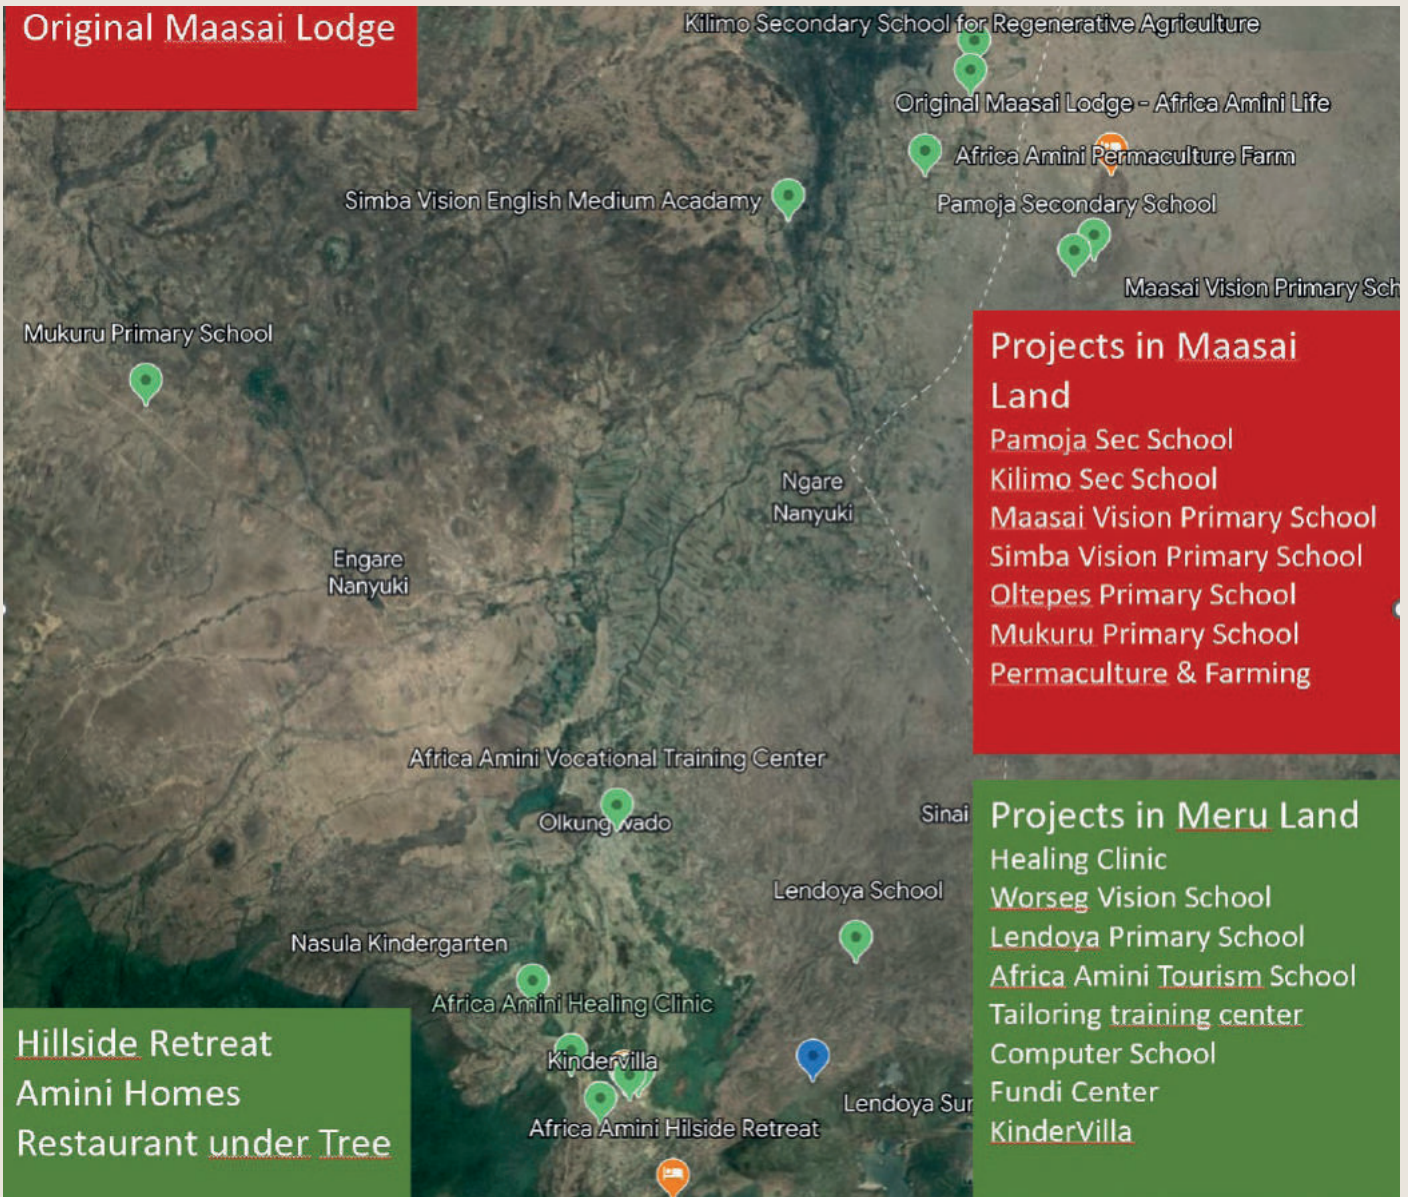 Original Maasai Lodge
Kilimo Secondary School for Regenerative Agriculture
Original Maasai Lodge - Africa Amini Life
Africa Amini Permaculture Farm
Simba Vision English Medium Acadamy
Pamoja Secondary School
Maasai Vision Primary Sch
Mukuru Primary School
Projects in Maasai
Land
Pamoja Sec School
Kilimo Sec School
Maasai Vision Primary School
Simba Vision Primary School
Oltepes Primary School
Mukuru Primary School
Permaculture & Farming
Ngare
Nanyuki
Engare
Nanyuki
Africa Amini Vocational Training Center
Olkungwado
Sinai
Projects in Meru Land
Healing Clinic
Worseg Vision School
Lendoya Primary School
Africa Amini Tourism School
Tailoring training center
Computer School
Fundi Center
KinderVilla
Lendoya School
Nasula Kindergarten
Africa Amini Healing Clinic
Kindervilla
Lendoya Sur
Africa Amini Hilside Retreat
Hillside Retreat
Amini Homes
Restaurant under Tree